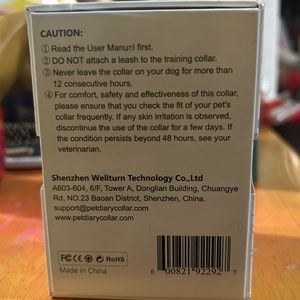 CAUTION:
① Read the User Manual first.
② DO NOT attach a leash to the training collar.
③ Never leave the collar on your dog for more than
12 consecutive hours.
④ For comfort, safety and effectiveness of this collar,
please ensure that you check the fit of your pet's
collar frequently. If any skin irritation is observed,
discontinue the use of the collar for a few days. If
the condition persists beyond 48 hours, see your
veterinarian.
Shenzhen Wellturn Technology Co.,Ltd
A603-604, 6/F, Tower A, Donglian Building, Chuangye
Rd, NO.23 Baoan District, Shenzhen, China.
support@petdiarycollar.com
www.petdiarycollar.com
FC CE RoHS
Made in China
6 00821 92292 7